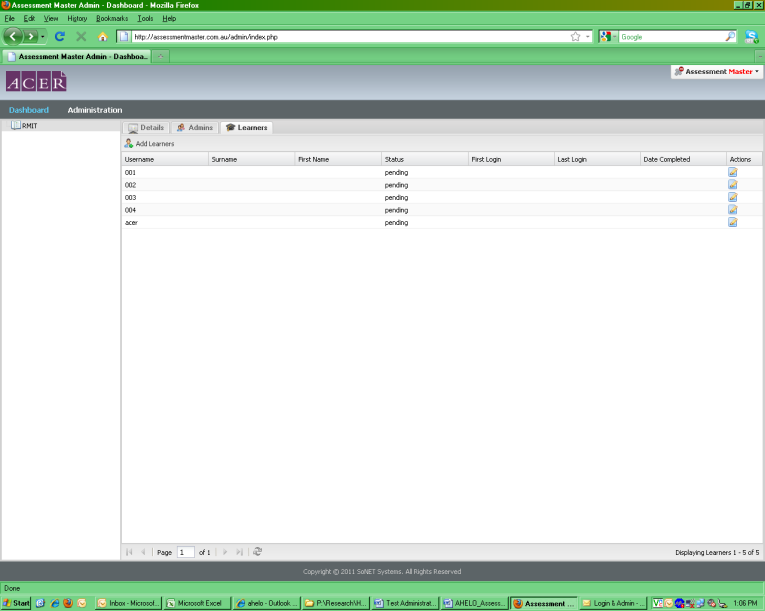 Assessment Master Admin - Dashboard - Mozilla Firefox
File Edit View History Bookmarks Tools Help
http://assessmentmaster.com.au/admin/index.php
Google
Assessment Master Admin - Dashboa...
ACER
Assessment Master
Dashboard Administration
RMIT
Details Admins Learners
Add Learners
Username Surname First Name Status First Login Last Login Date Completed Actions
001 pending
002 pending
003 pending
004 pending
acer pending
Page 1 of 1
Displaying Learners 1 - 5 of 5
Copyright © 2011 SoNET Systems. All Rights Reserved
Done
Start Inbox - Microsof... Microsoft Excel ahelo - Outlook ... P:\Research\H... Test Administrat... AHELO_Assess... Assessment ... Login & Admin - ... 1:06 PM